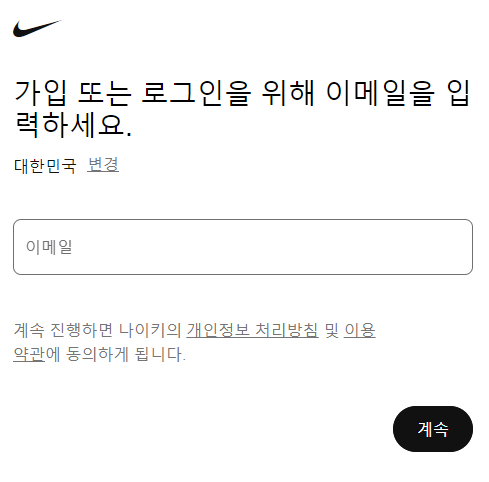 가입 또는 로그인을 위해 이메일을 입
력하세요.
대한민국 변경
이메일
계속 진행하면 나이키의 개인정보 처리방침 및 이용
약관에 동의하게 됩니다.
계속